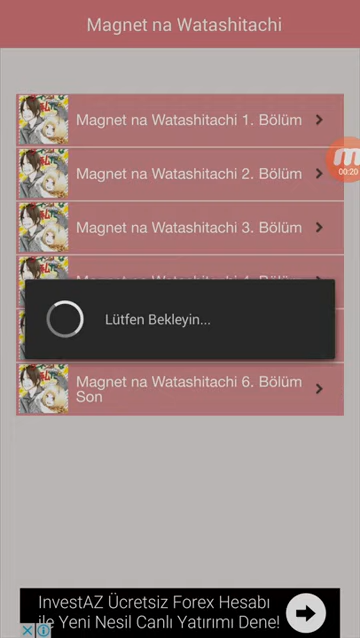 Magnet na Watashitachi
Magnet na Watashitachi 1. Bölüm
Magnet na Watashitachi 2. Bölüm
Magnet na Watashitachi 3. Bölüm
Lütfen Bekleyin...
Magnet na Watashitachi 6. Bölüm
Son
00:20
InvestAZ Ücretsiz Forex Hesabı
ile Yeni Nesil Canlı Yatırımı Dene!